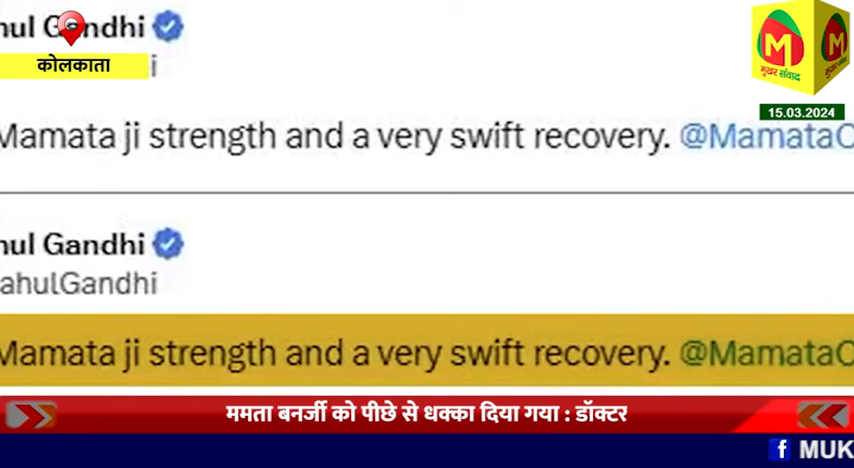 hul Gandhi
कोलकाता
i
Mamata ji strength and a very swift recovery. @MamataO
M
M
मुखर संवाद
15.03.2024
hul Gandhi
ahulGandhi
Mamata ji strength and a very swift recovery. @MamataO
ममता बनर्जी को पीछे से धक्का दिया गया : डॉक्टर
f MUK